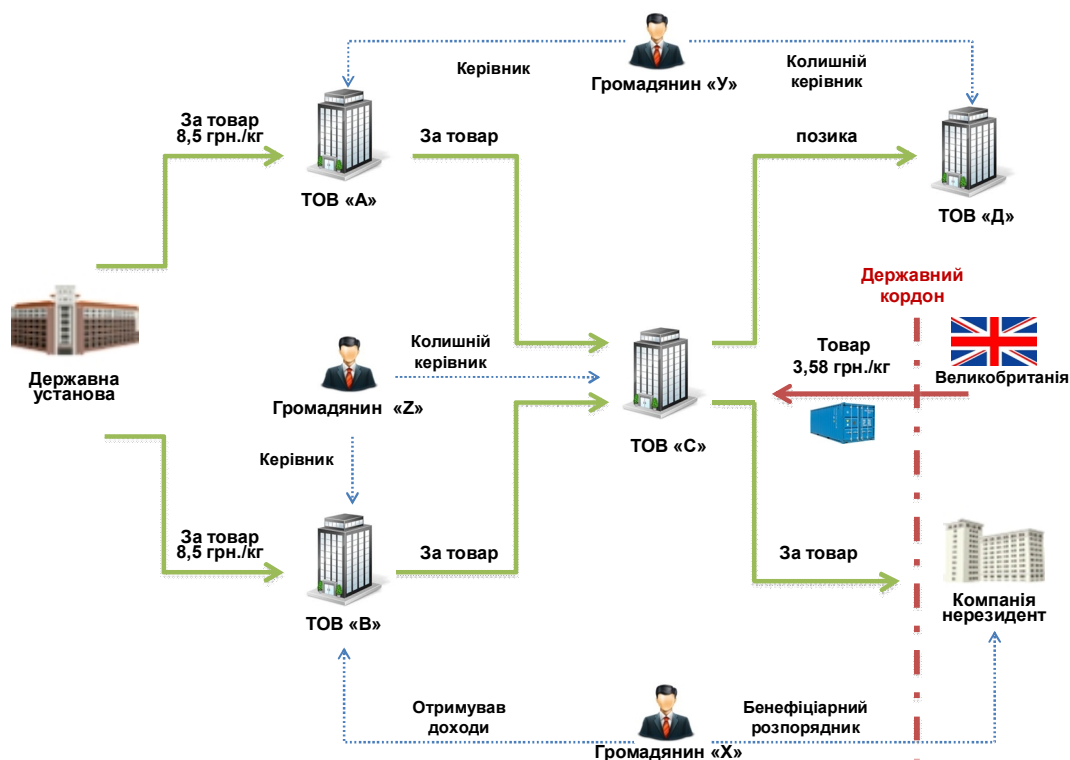 Керівник
Громадянин «У»
Колишній
керівник
За товар
8,5 грн./кг
За товар
позика
ТОВ «А»
ТОВ «Д»
Державний
кордон
Державна
установа
Колишній
керівник
Громадянин «Z»
Товар
3,58 грн./кг
Великобританія
ТОВ «С»
Керівник
За товар
8,5 грн./кг
За товар
За товар
ТОВ «В»
Компанія
нерезидент
Отримував
доходи
Бенефіціарний
розпорядник
Громадянин «Х»